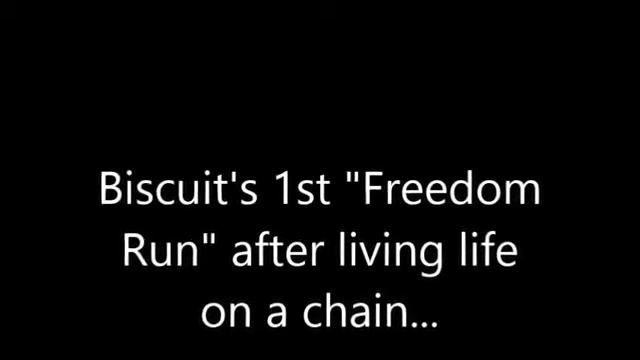 Biscuit's 1st "Freedom
Run" after living life
on a chain...